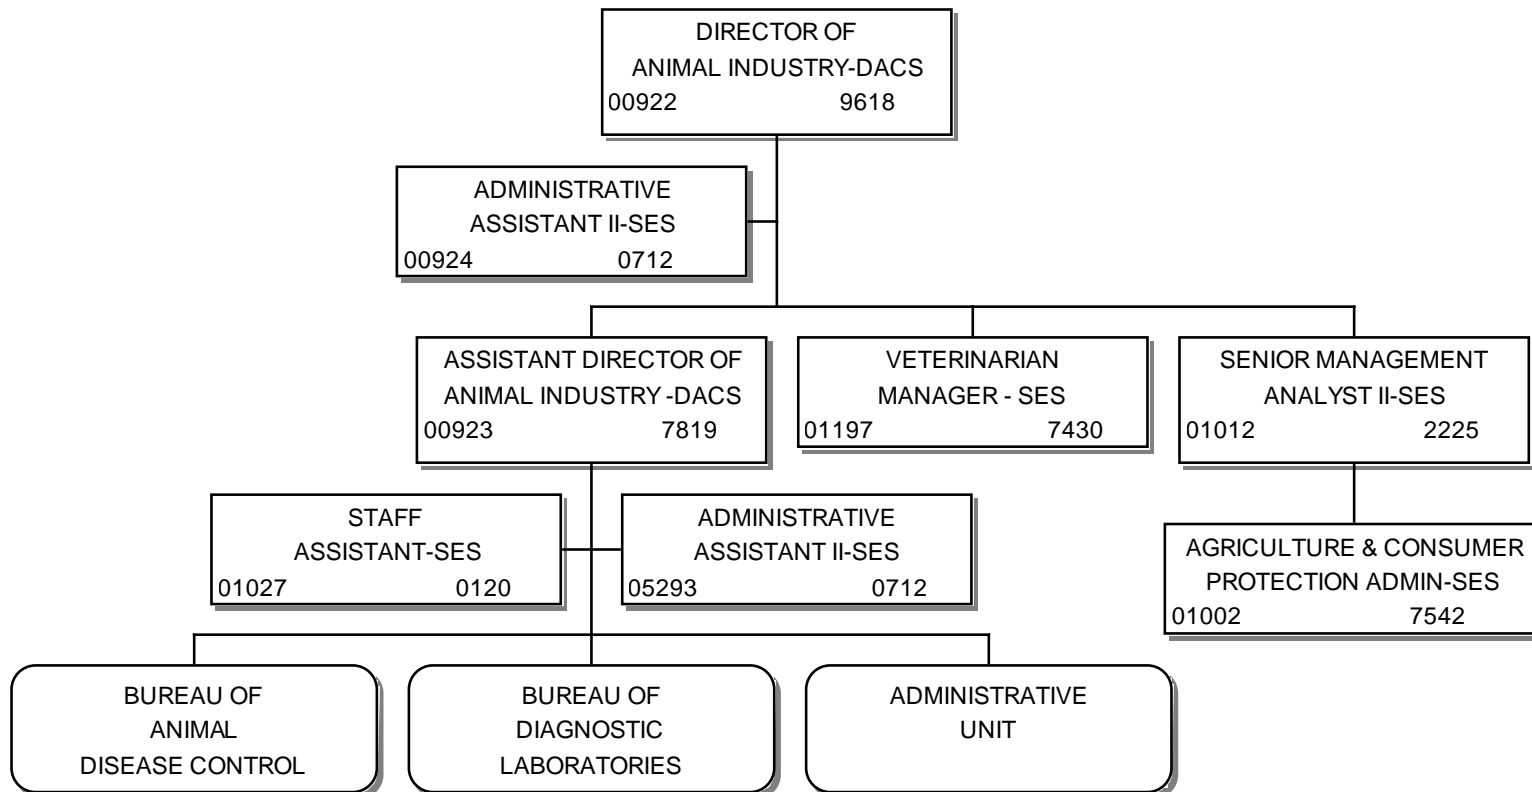 DIRECTOR OF
ANIMAL INDUSTRY-DACS
00922 9618
ADMINISTRATIVE
ASSISTANT II-SES
00924 0712
ASSISTANT DIRECTOR OF
ANIMAL INDUSTRY -DACS
00923 7819
VETERINARIAN
MANAGER - SES
01197 7430
SENIOR MANAGEMENT
ANALYST II-SES
01012 2225
STAFF
ASSISTANT-SES
01027 0120
ADMINISTRATIVE
ASSISTANT II-SES
05293 0712
AGRICULTURE & CONSUMER
PROTECTION ADMIN-SES
01002 7542
BUREAU OF
ANIMAL
DISEASE CONTROL
BUREAU OF
DIAGNOSTIC
LABORATORIES
ADMINISTRATIVE
UNIT